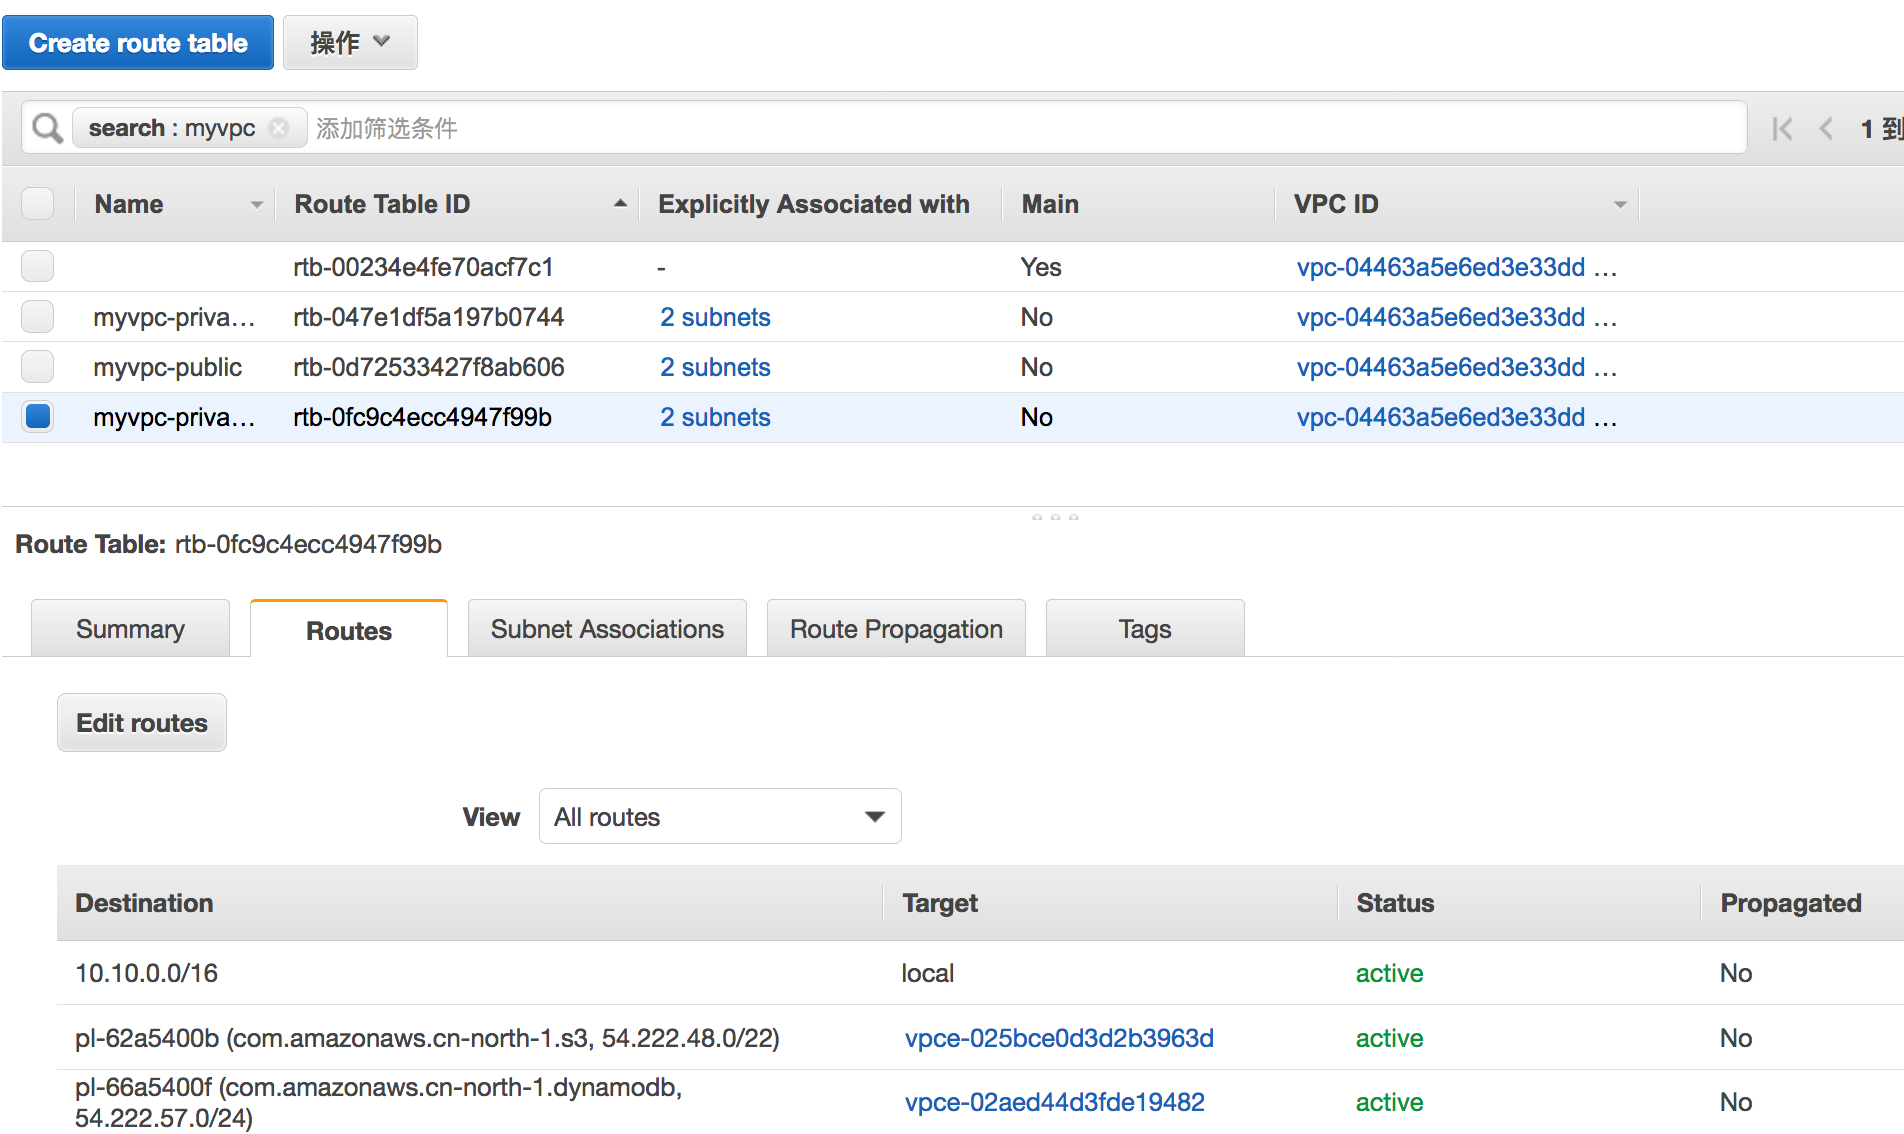 Create route table 操作
search : myvpc 添加筛选条件 1 到
Name Route Table ID Explicitly Associated with Main VPC ID
rtb-00234e4fe70acf7c1 - Yes vpc-04463a5e6ed3e33dd ...
myvpc-priva... rtb-047e1df5a197b0744 2 subnets No vpc-04463a5e6ed3e33dd ...
myvpc-public rtb-0d72533427f8ab606 2 subnets No vpc-04463a5e6ed3e33dd ...
myvpc-priva... rtb-0fc9c4ecc4947f99b 2 subnets No vpc-04463a5e6ed3e33dd ...
Route Table: rtb-0fc9c4ecc4947f99b
Summary Routes Subnet Associations Route Propagation Tags
Edit routes
View All routes
Destination Target Status Propagated
10.10.0.0/16 local active No
pl-62a5400b (com.amazonaws.cn-north-1.s3, 54.222.48.0/22) vpce-025bce0d3d2b3963d active No
pl-66a5400f (com.amazonaws.cn-north-1.dynamodb,
54.222.57.0/24) vpce-02aed44d3fde19482 active No